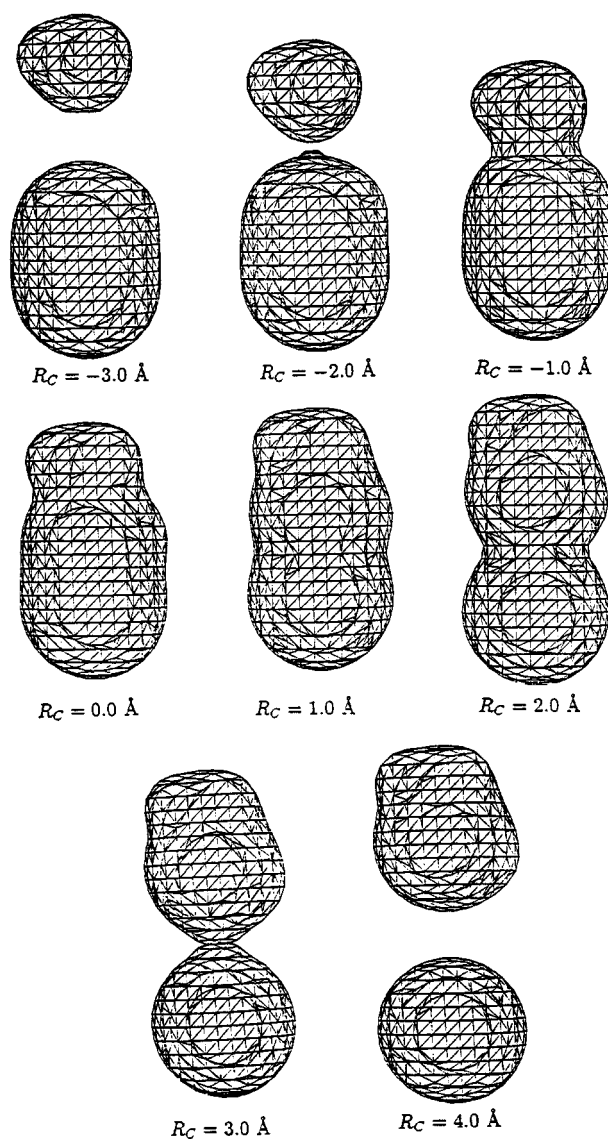 R_C = −3.0 Å
R_C = −2.0 Å
R_C = −1.0 Å
R_C = 0.0 Å
R_C = 1.0 Å
R_C = 2.0 Å
R_C = 3.0 Å
R_C = 4.0 Å